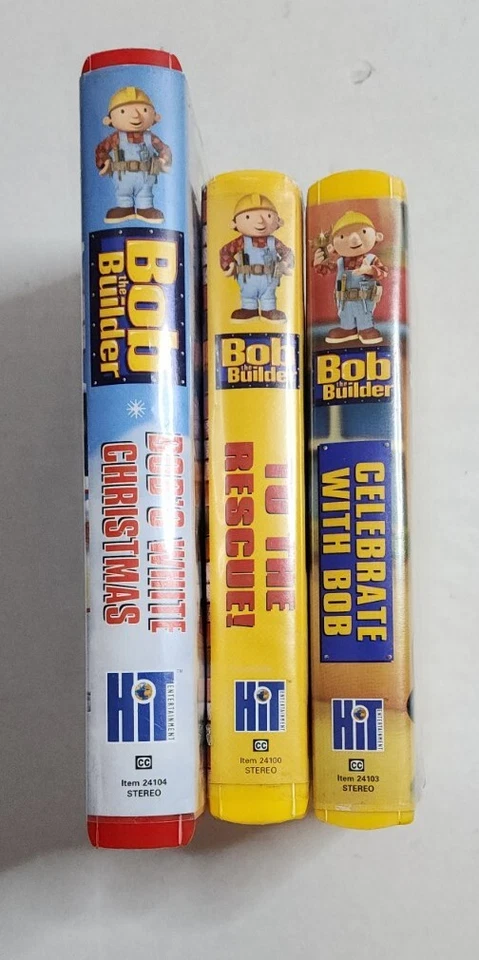 Bob
the
Builder
BOB'S WHITE
CHRISTMAS
HiT
ENTERTAINMENT
CC
Item 24104
STEREO
Bob
the
Builder
TO THE
RESCUE!
HiT
ENTERTAINMENT
CC
Item 24100
STEREO
Bob
the
Builder
CELEBRATE
WITH BOB
HiT
ENTERTAINMENT
CC
Item 24103
STEREO